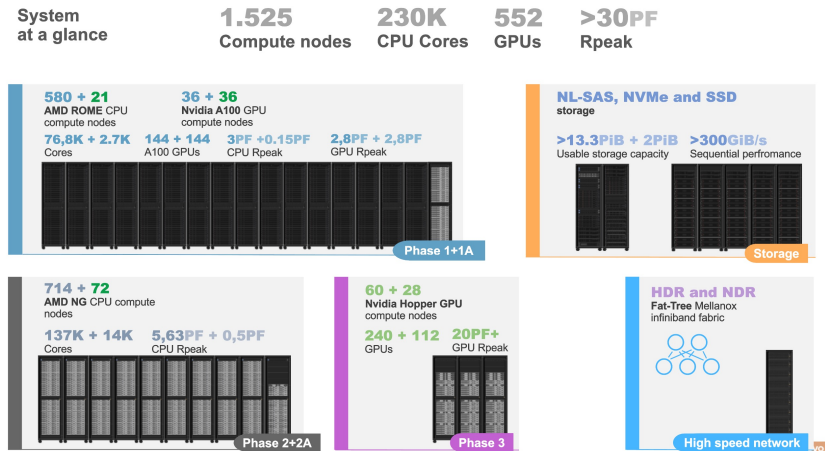 System
at a glance
1.525
Compute nodes
230K
CPU Cores
552
GPUs
>30PF
Rpeak
580 + 21
AMD ROME CPU
compute nodes
36 + 36
Nvidia A100 GPU
compute nodes
76,8K + 2.7K
Cores
144 + 144
A100 GPUs
3PF +0.15PF
CPU Rpeak
2,8PF + 2,8PF
GPU Rpeak
Phase 1+1A
NL-SAS, NVMe and SSD
storage
>13.3PiB + 2PiB
Usable storage capacity
>300GiB/s
Sequential perfromance
Storage
714 + 72
AMD NG CPU compute
nodes
137K + 14K
Cores
5,63PF + 0,5PF
CPU Rpeak
Phase 2+2A
60 + 28
Nvidia Hopper GPU
compute nodes
240 + 112
GPUs
20PF+
GPU Rpeak
Phase 3
HDR and NDR
Fat-Tree Mellanox
infiniband fabric
High speed network